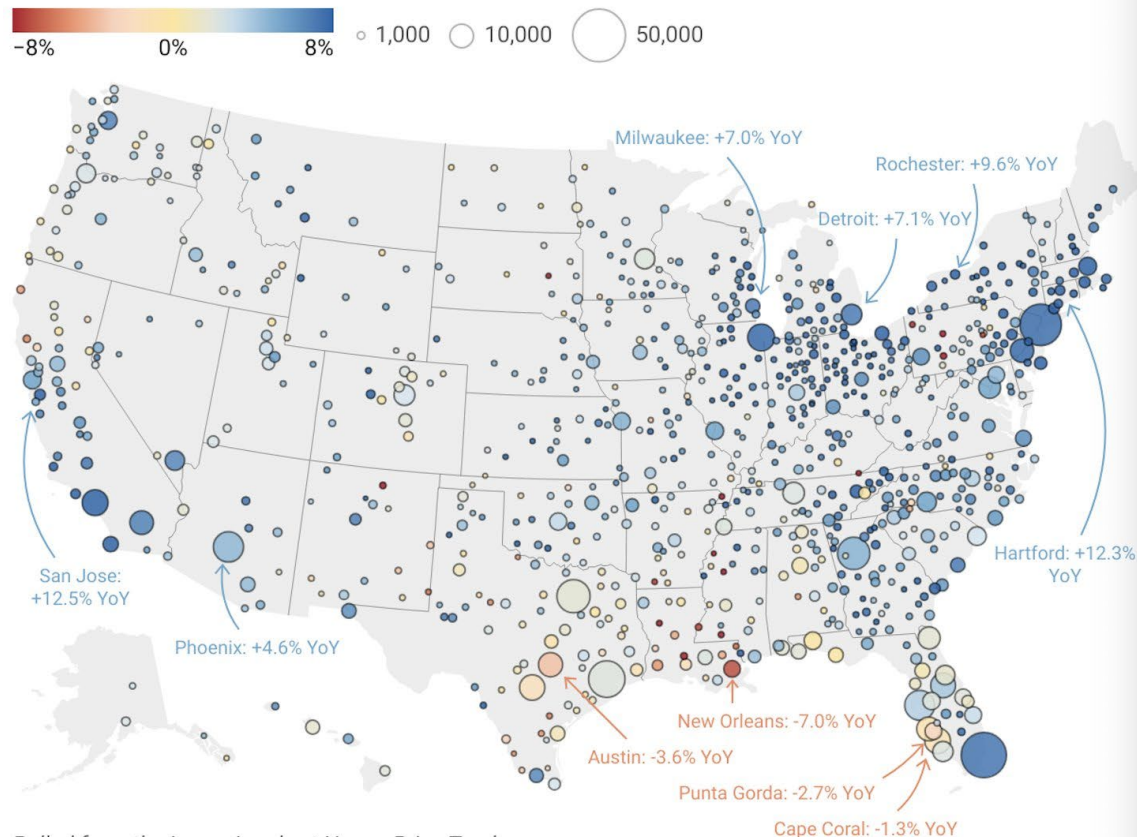 −8%
0%
8%
1,000
10,000
50,000
Milwaukee: +7.0% YoY
Rochester: +9.6% YoY
Detroit: +7.1% YoY
San Jose:
+12.5% YoY
Hartford: +12.3%
YoY
Phoenix: +4.6% YoY
New Orleans: -7.0% YoY
Austin: -3.6% YoY
Punta Gorda: -2.7% YoY
Cape Coral: -1.3% YoY